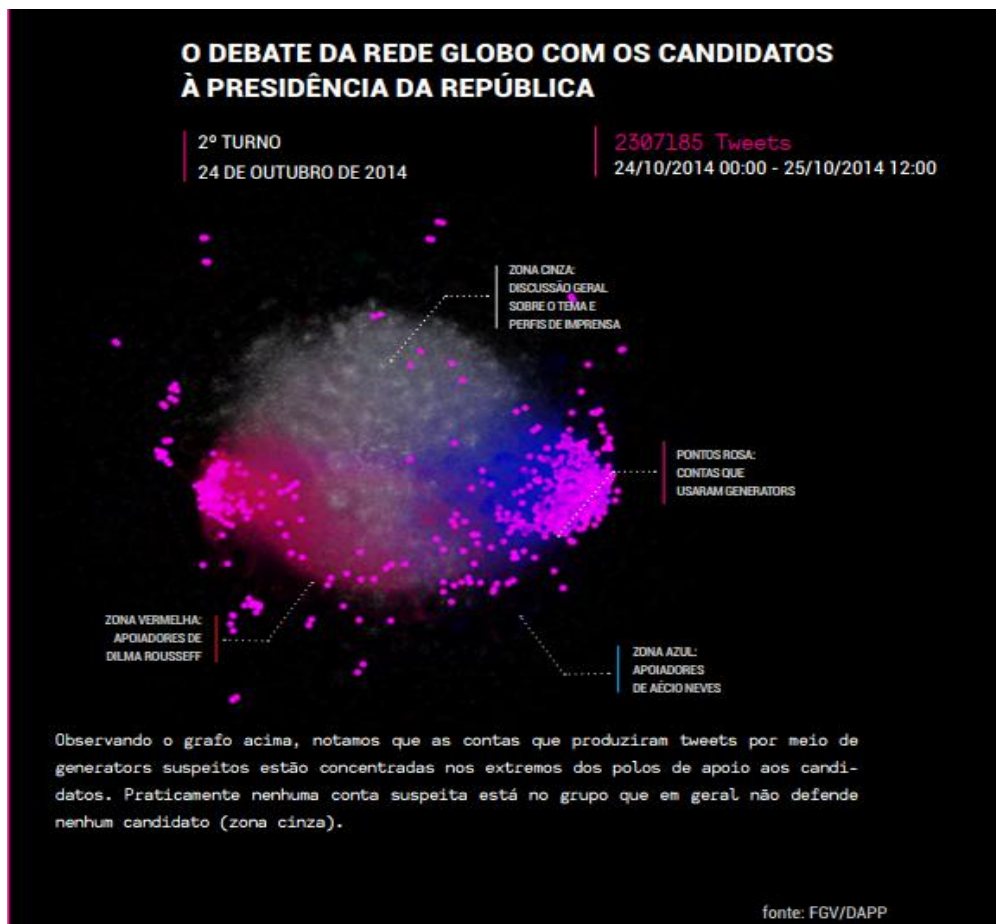 O DEBATE DA REDE GLOBO COM OS CANDIDATOS
À PRESIDÊNCIA DA REPÚBLICA
2º TURNO
24 DE OUTUBRO DE 2014
2307185 Tweets
24/10/2014 00:00 - 25/10/2014 12:00
ZONA CINZA:
DISCUSSÃO GERAL
SOBRE O TEMA E
PERFIS DE IMPRENSA
PONTOS ROSA:
CONTAS QUE
USARAM GENERATORS
ZONA VERMELHA:
APOIADORES DE
DILMA ROUSSEFF
ZONA AZUL:
APOIADORES
DE AÉCIO NEVES
Observando o grafo acima, notamos que as contas que produziram tweets por meio de
generators suspeitos estão concentradas nos extremos dos polos de apoio aos candi-
datos. Praticamente nenhuma conta suspeita está no grupo que em geral não defende
nenhum candidato (zona cinza).
fonte: FGV/DAPP